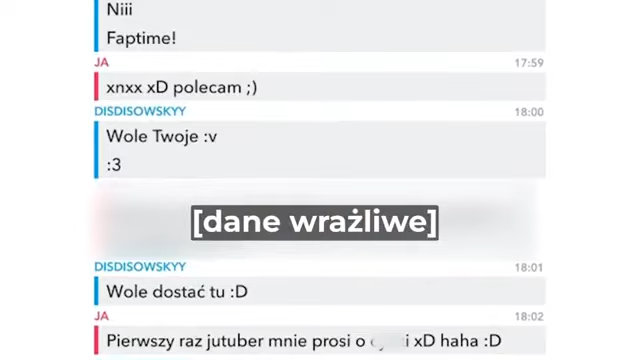 Niii
Faptime!
JA 17:59
xnxx xD polecam ;)
DISDISOWSKYY 18:00
Wole Twoje :v
:3
[dane wrażliwe]
DISDISOWSKYY 18:01
Wole dostać tu :D
JA 18:02
Pierwszy raz jutuber mnie prosi o xD haha :D